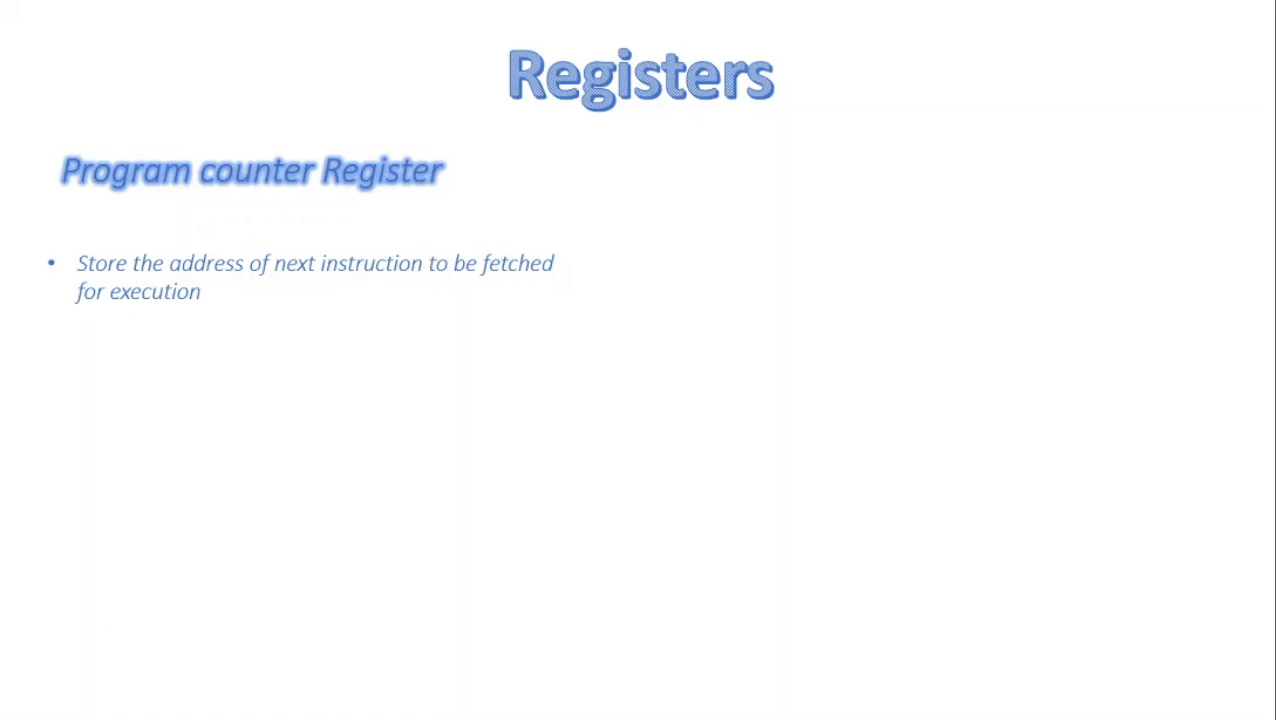 Registers
Program counter Register
• Store the address of next instruction to be fetched
for execution